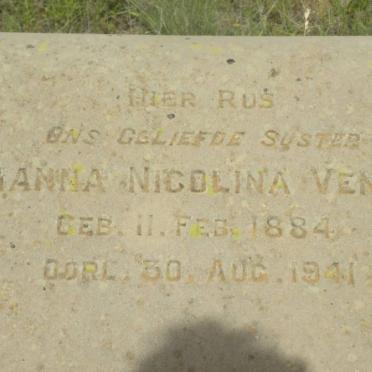 HIER RUS
ONS GELIEFDE SUSTER
ANNA NICOLINA VEN
GEB. 11. FEB. 1884
OORL. 30. AUG. 1941